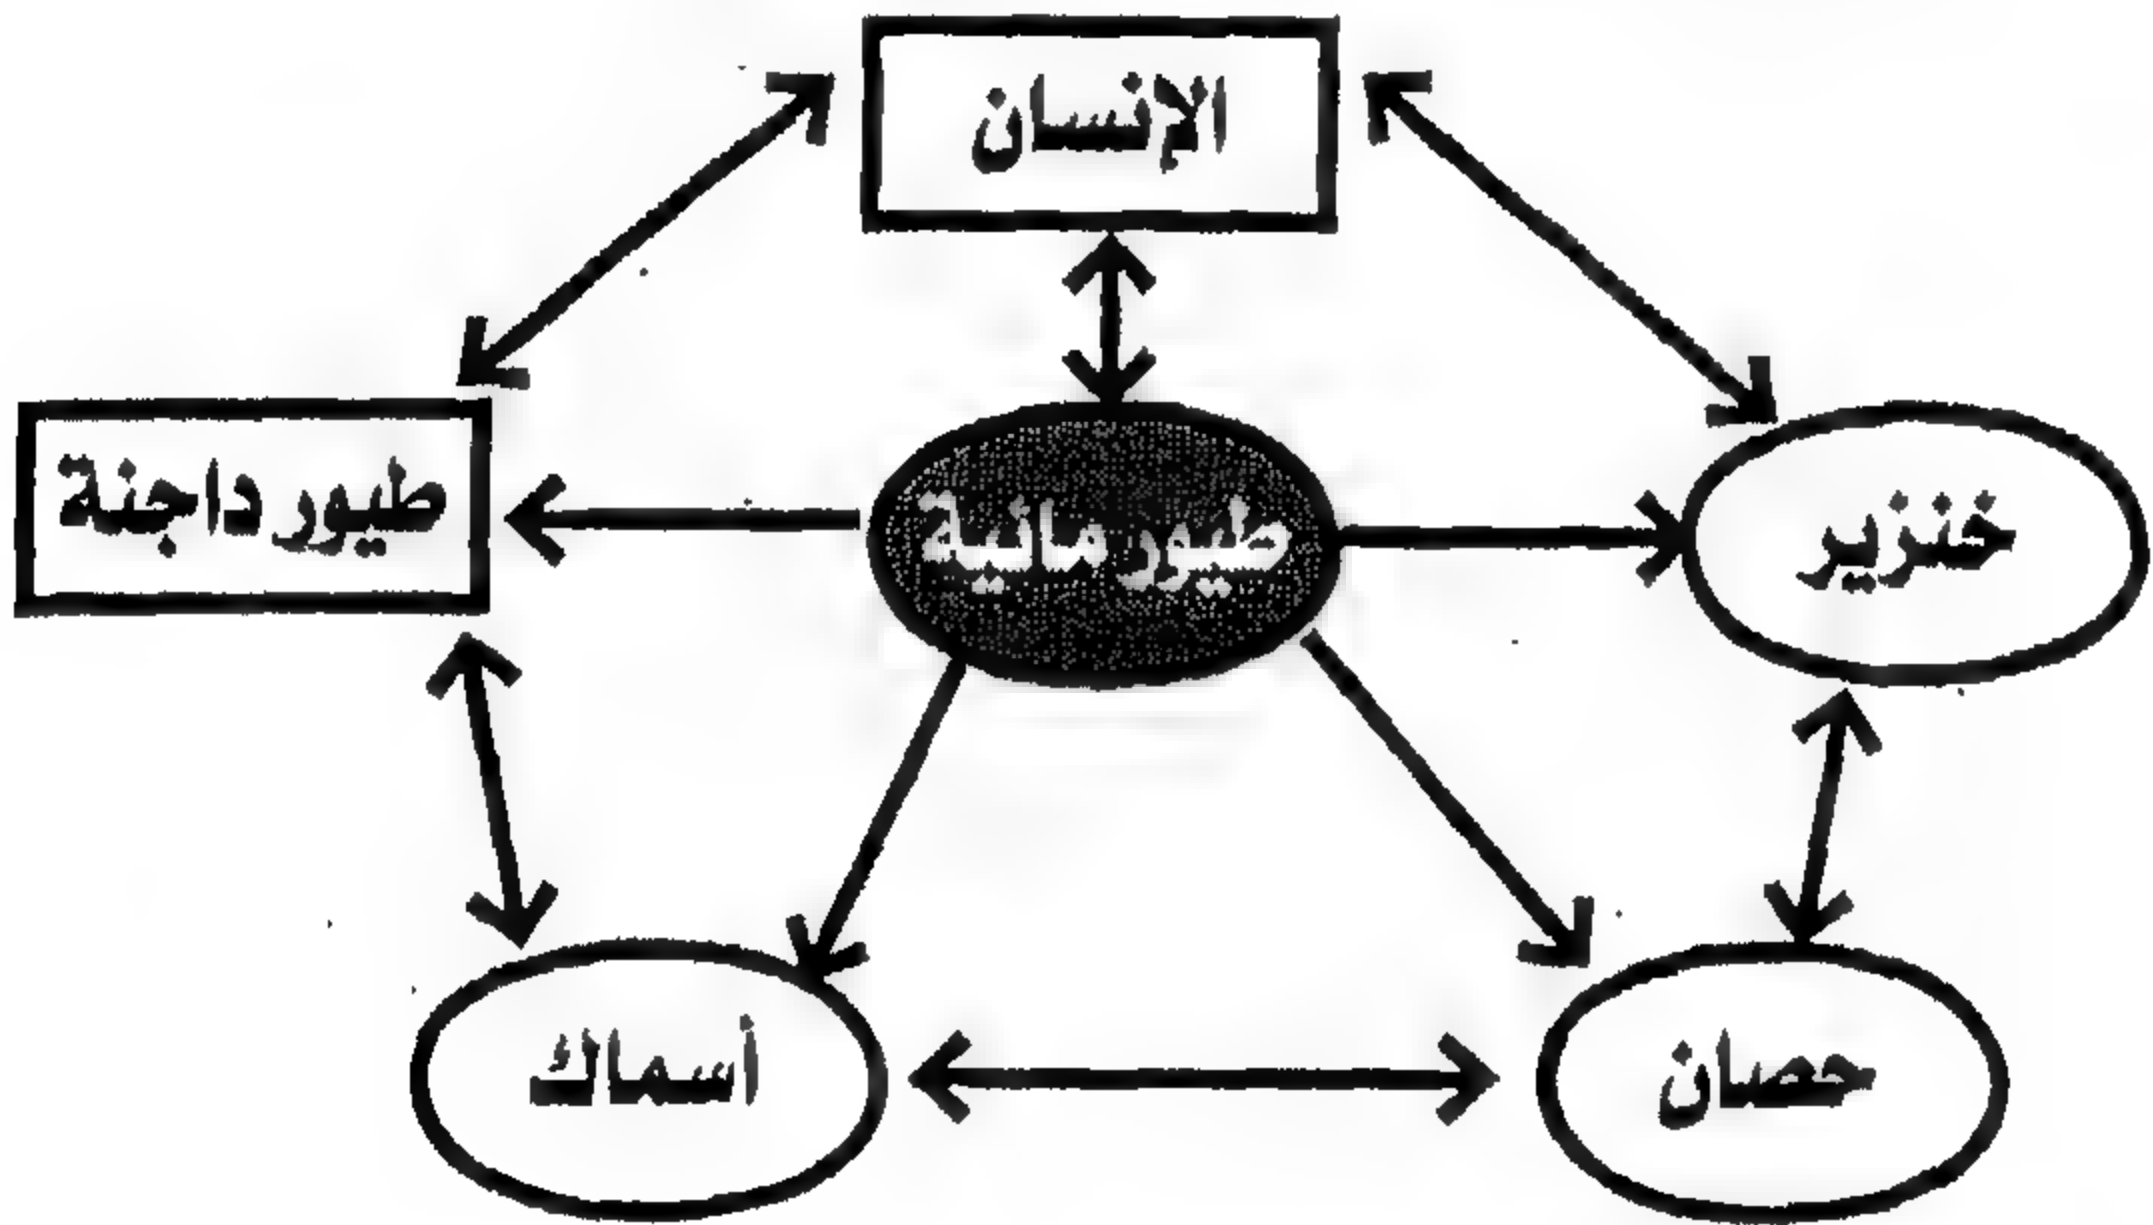 الإنسان
طيور داجنة
طيور مائية
خنزير
أسماك
حصان